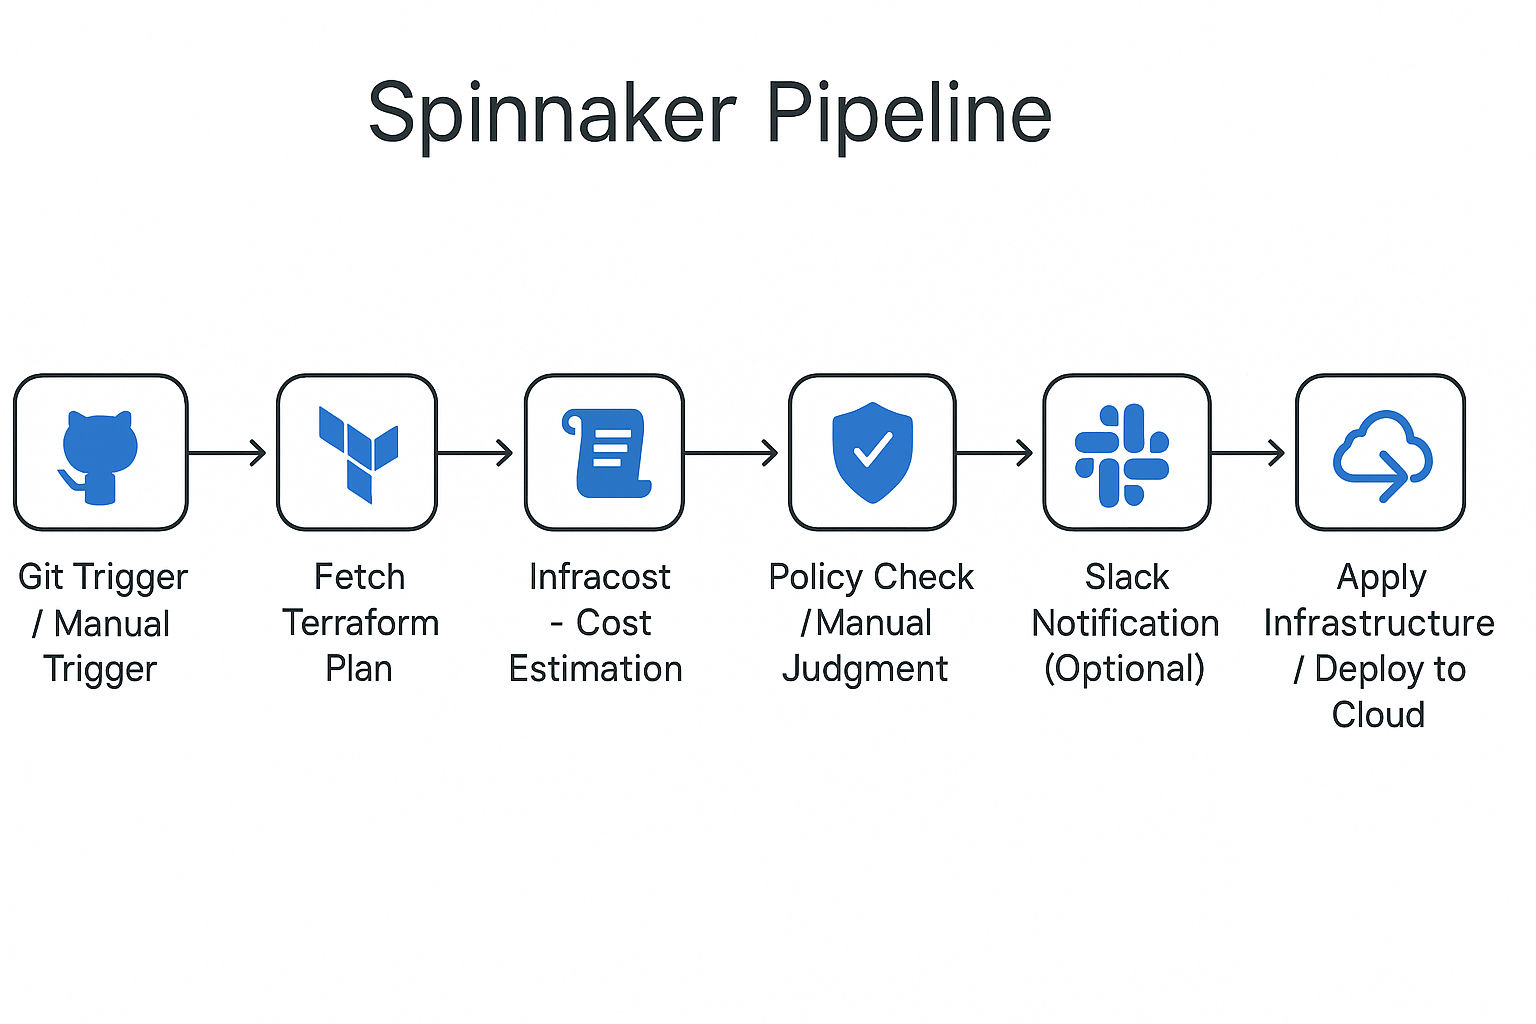 Spinnaker Pipeline
Git Trigger
/ Manual
Trigger
Fetch
Terraform
Plan
Infracost
- Cost
Estimation
Policy Check
/Manual
Judgment
Slack
Notification
(Optional)
Apply
Infrastructure
/ Deploy to
Cloud